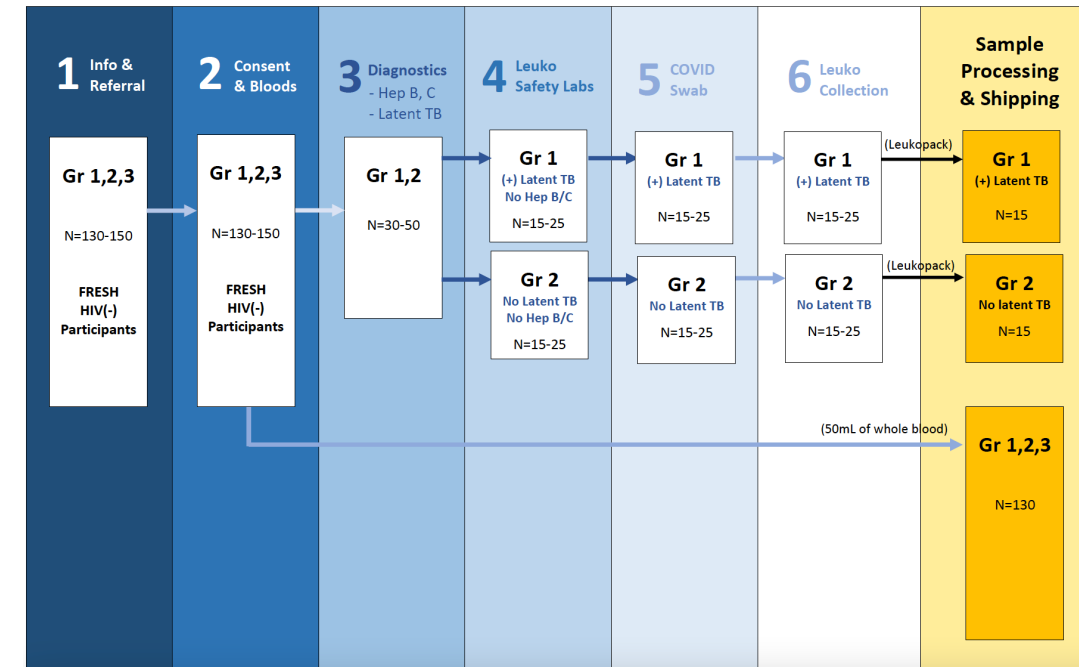 1 Info &
Referral
2 Consent
& Bloods
3 Diagnostics
- Hep B, C
- Latent TB
4 Leuko
Safety Labs
5 COVID
Swab
6 Leuko
Collection
Sample
Processing
& Shipping
Gr 1,2,3
N=130-150
FRESH
HIV(-)
Participants
Gr 1,2,3
N=130-150
FRESH
HIV(-)
Participants
Gr 1,2
N=30-50
Gr 1
(+) Latent TB
No Hep B/C
N=15-25
Gr 1
(+) Latent TB
N=15-25
Gr 1
(+) Latent TB
N=15-25
(Leukopack)
Gr 1
(+) Latent TB
N=15
Gr 2
No Latent TB
No Hep B/C
N=15-25
Gr 2
No Latent TB
N=15-25
Gr 2
No Latent TB
N=15-25
(Leukopack)
Gr 2
No latent TB
N=15
(50mL of whole blood)
Gr 1,2,3
N=130